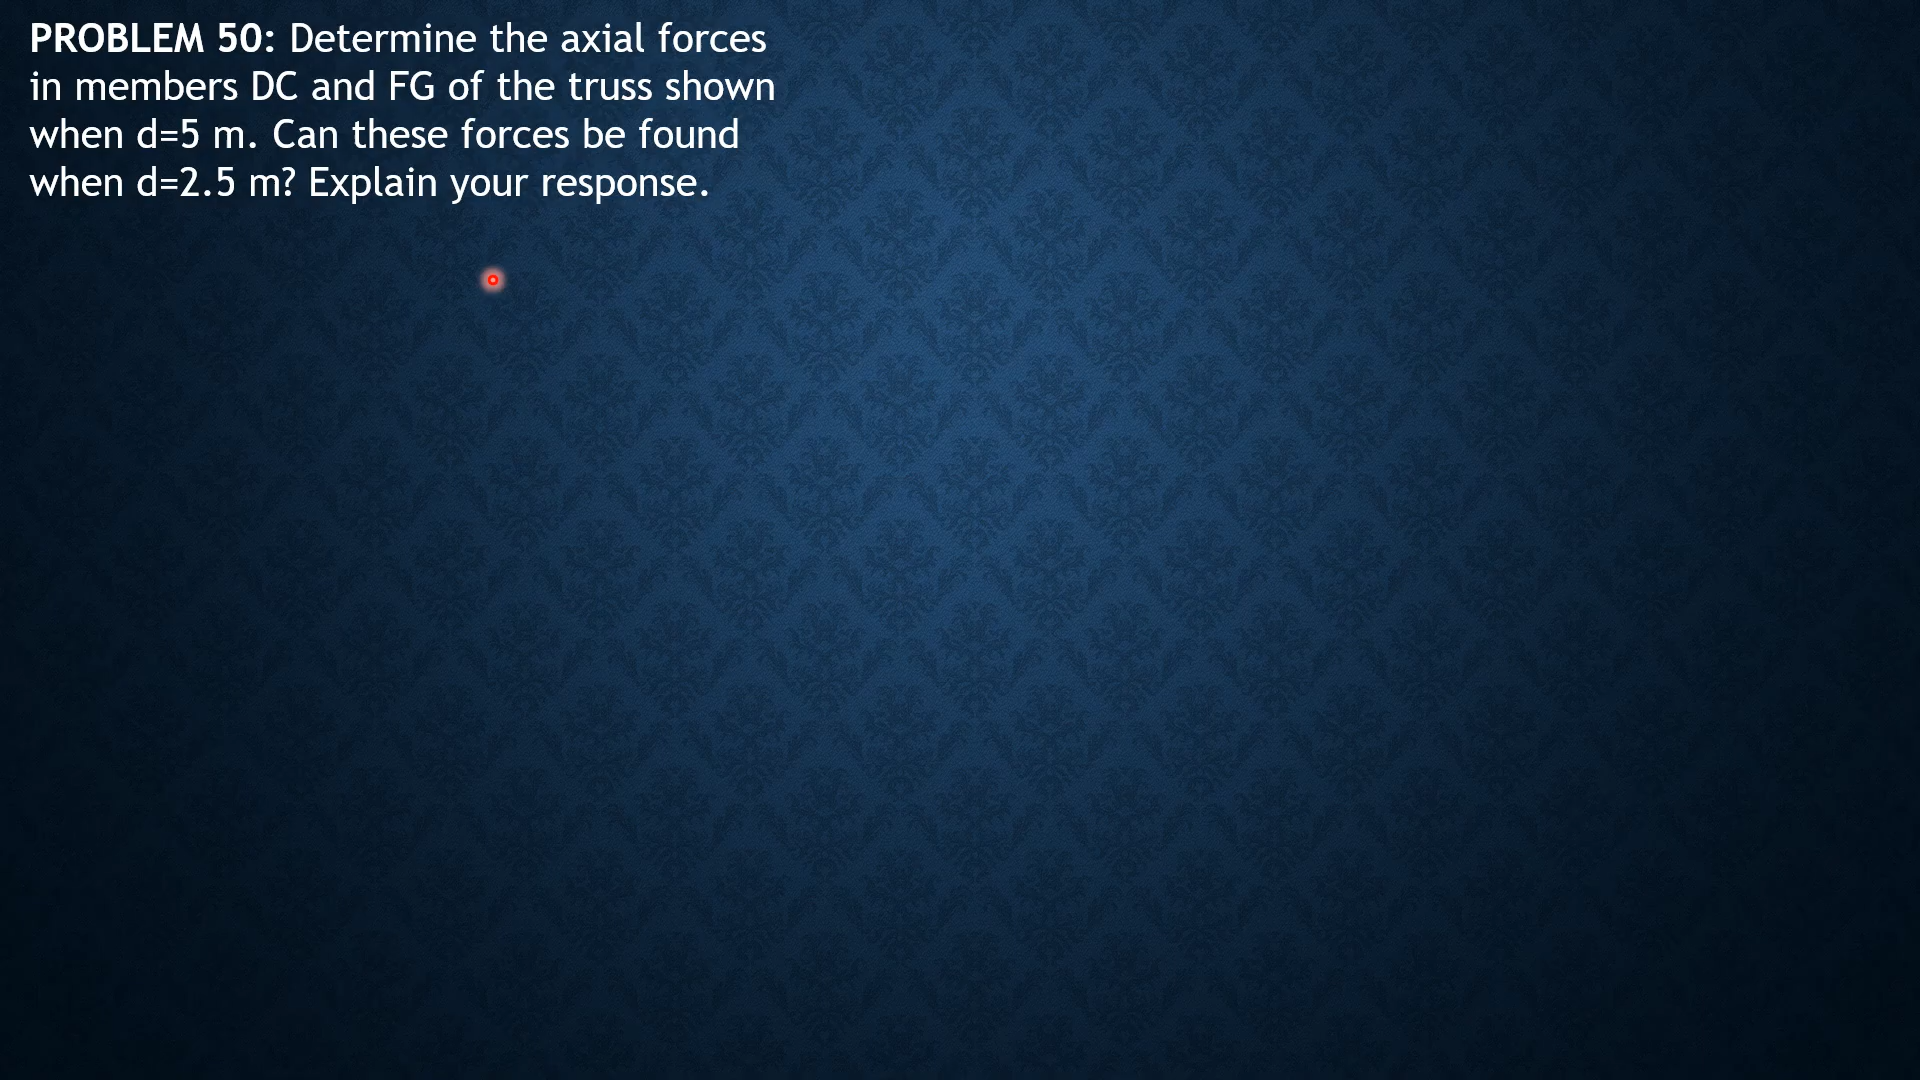 PROBLEM 50: Determine the axial forces
in members DC and FG of the truss shown
when d=5 m. Can these forces be found
when d=2.5 m? Explain your response.